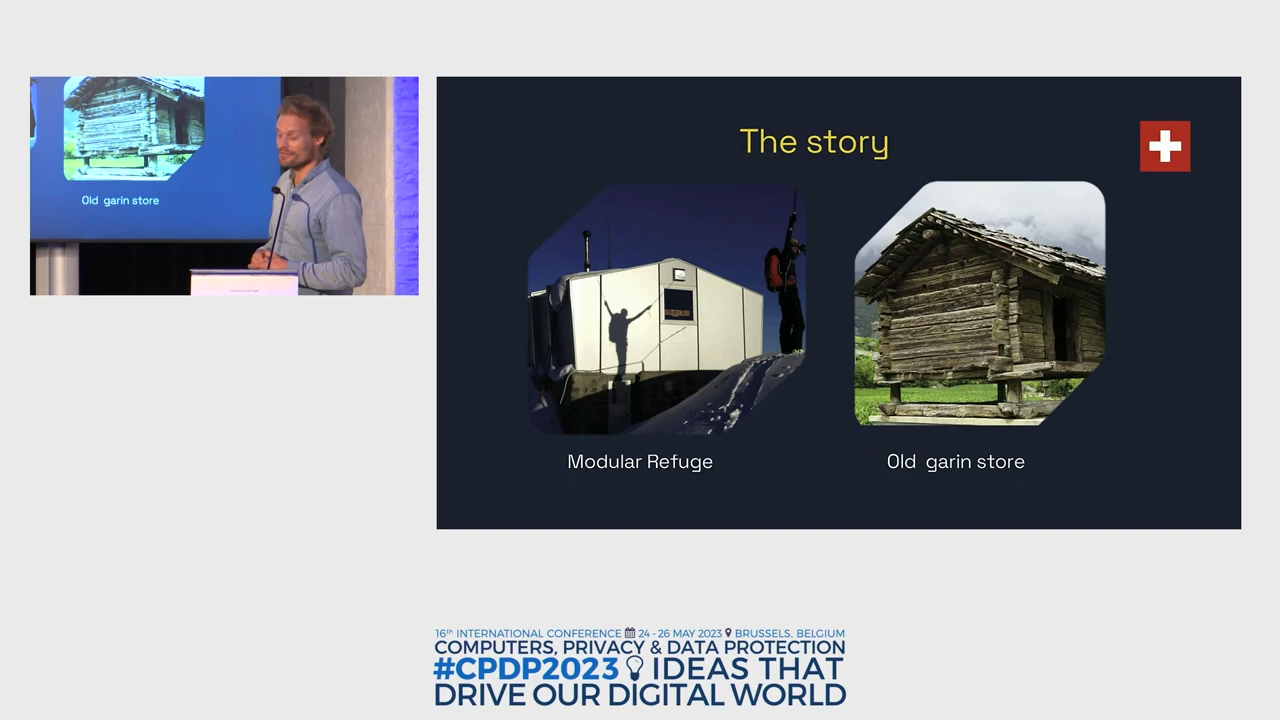 Old garin store
The story
Modular Refuge
Old garin store
16th INTERNATIONAL CONFERENCE 24 - 26 MAY 2023 BRUSSELS, BELGIUM
COMPUTERS, PRIVACY & DATA PROTECTION
#CPDP2023 IDEAS THAT
DRIVE OUR DIGITAL WORLD